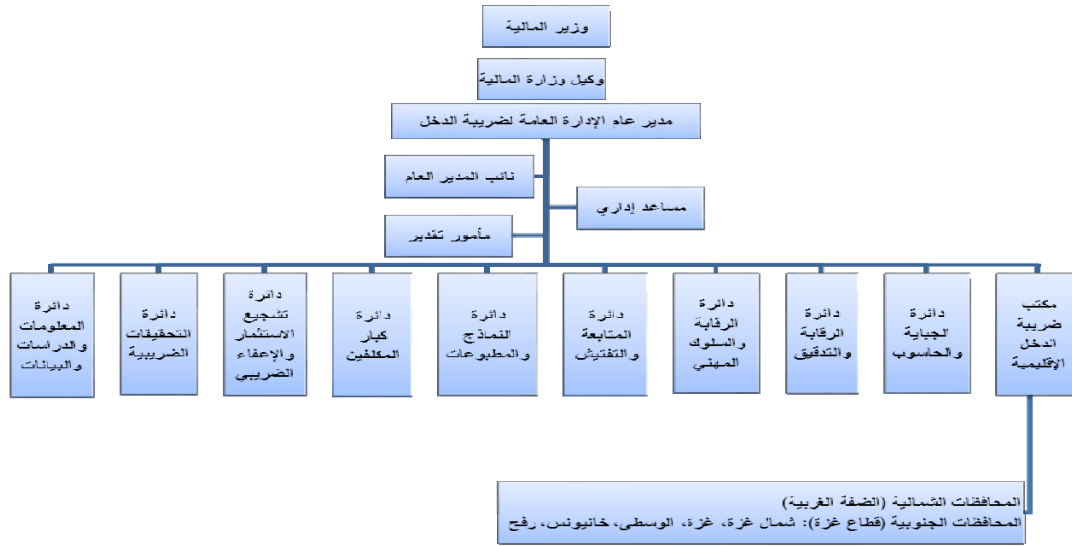 وزير المالية
وكيل وزارة المالية
مدير عام الإدارة العامة لضريبة الدخل
نائب المدير العام
مساعد إداري
مأمور تقدير
مكتب
ضريبة
الدخل
الإقليمية
دائرة
الجباية
والحاسوب
دائرة
الرقابة
والتدقيق
دائرة
الرقابة
والسلوك
المهني
دائرة
المتابعة
والتفتيش
دائرة
النماذج
والمطبوعات
دائرة
كبار
المكلفين
دائرة
تشجيع
الاستثمار
والإعفاء
الضريبي
دائرة
التحقيقات
الضريبية
دائرة
المعلومات
والدراسات
والبيانات
المحافظات الشمالية (الضفة الغربية)
المحافظات الجنوبية (قطاع غزة): شمال غزة، غزة، الوسطى، خانيونس، رفح